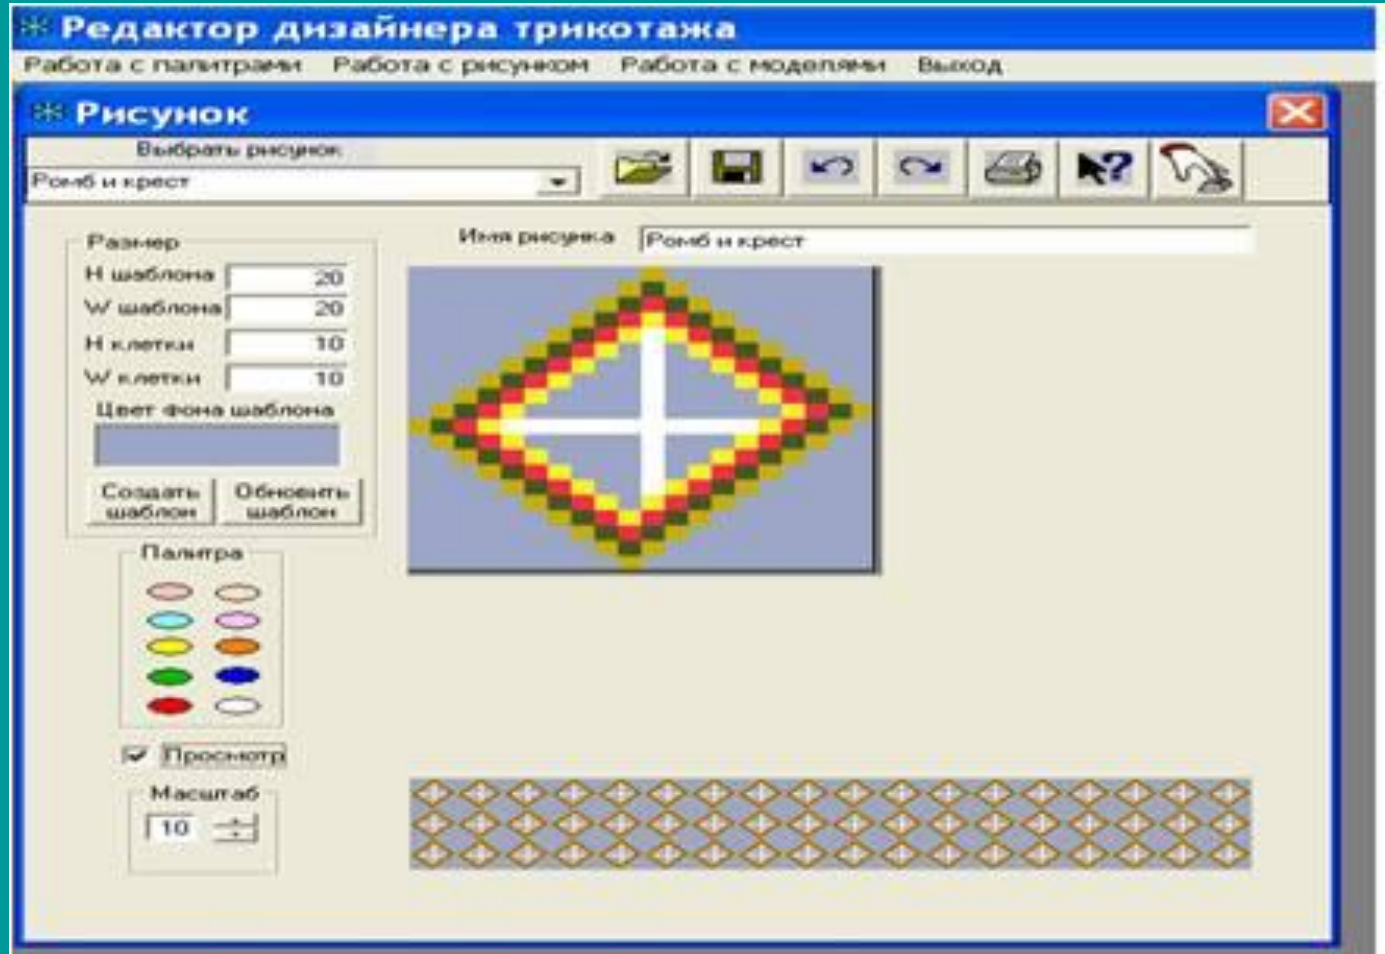 Редактор дизайнера трикотажа
Работа с палитрами Работа с рисунком Работа с моделями Выход
Рисунок
Выбрать рисунок
Ромб и крест
Имя рисунка Ромб и крест
Размер
H шаблона 20
W шаблона 20
H клетки 10
W клетки 10
Цвет фона шаблона
Создать шаблон
Обновить шаблон
Палитра
Просмотр
Масштаб
10